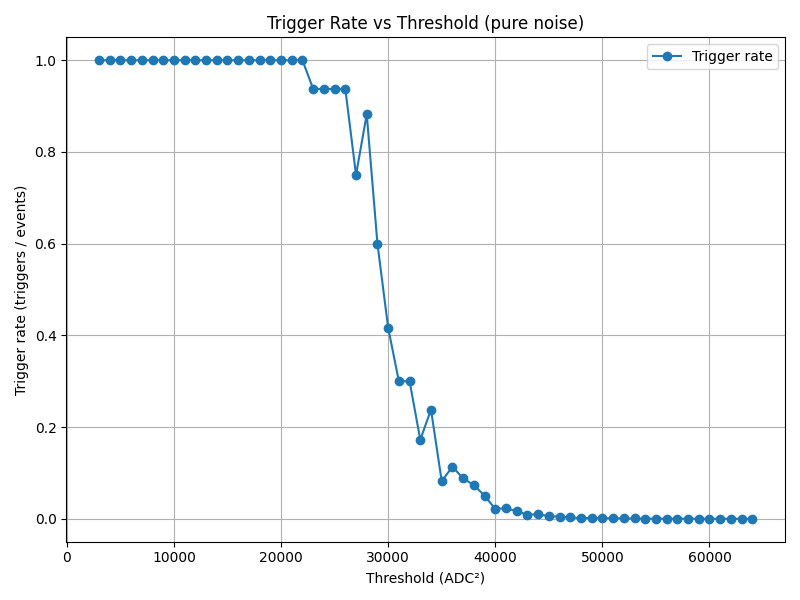 Trigger Rate vs Threshold (pure noise)
Trigger rate
Trigger rate (triggers / events)
1.0
0.8
0.6
0.4
0.2
0.0
0 10000 20000 30000 40000 50000 60000
Threshold (ADC²)